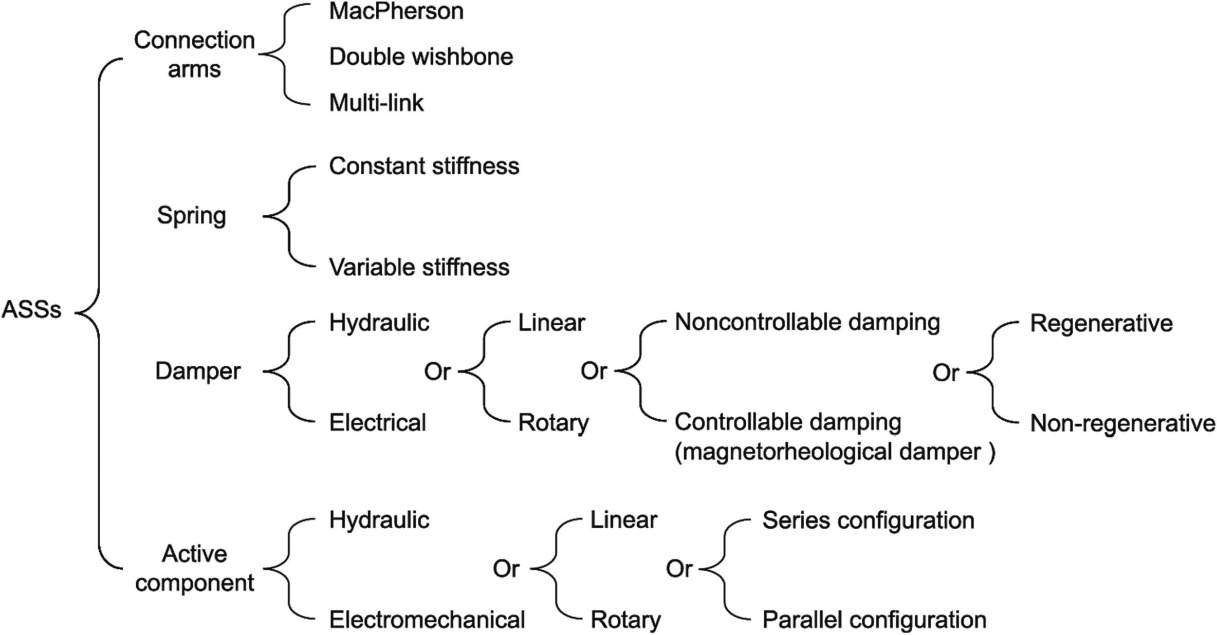 ASSs
Connection
arms
MacPherson
Double wishbone
Multi-link
Spring
Constant stiffness
Variable stiffness
Damper
Hydraulic
Electrical
Or
Linear
Rotary
Or
Noncontrollable damping
Controllable damping
(magnetorheological damper )
Or
Regenerative
Non-regenerative
Active
component
Hydraulic
Electromechanical
Or
Linear
Rotary
Or
Series configuration
Parallel configuration